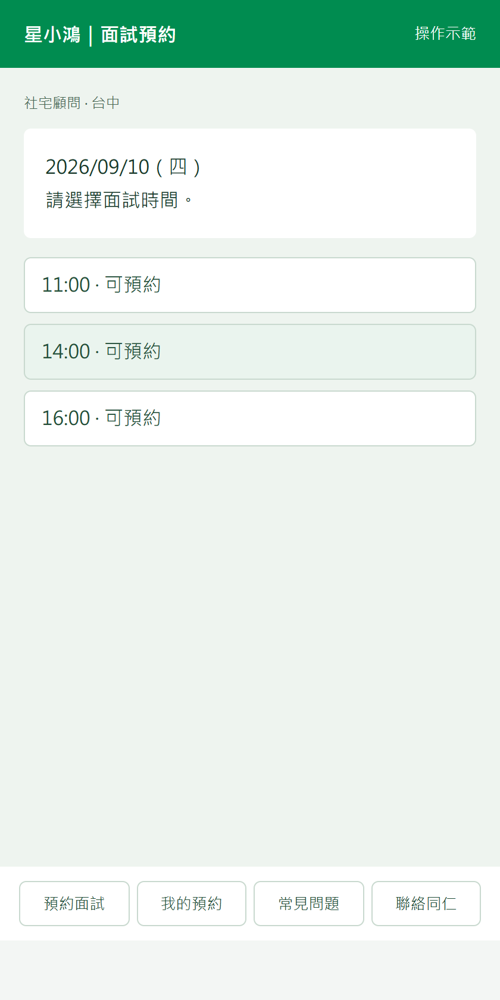 星小鴻｜面試預約
操作示範
社宅顧問 · 台中
2026/09/10（四）
請選擇面試時間。
11:00 · 可預約
14:00 · 可預約
16:00 · 可預約
預約面試
我的預約
常見問題
聯絡同仁